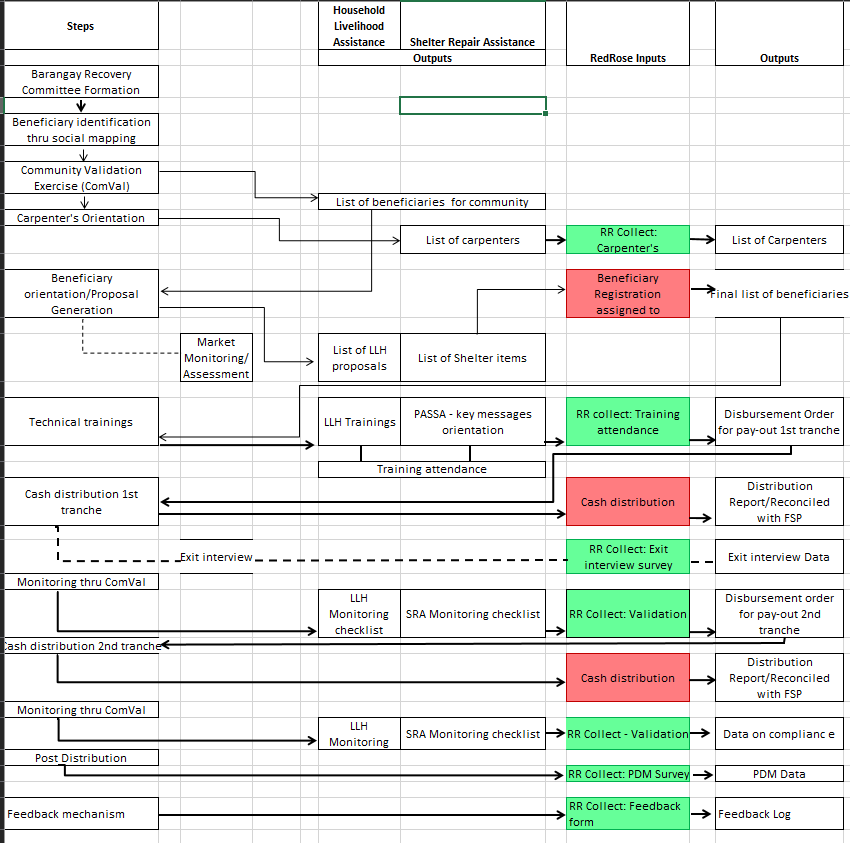 Steps
Household
Livelihood
Assistance
Shelter Repair Assistance
Outputs
RedRose Inputs
Outputs
Barangay Recovery
Committee Formation
Beneficiary identification
thru social mapping
Community Validation
Exercise (ComVal)
List of beneficiaries for community
Carpenter's Orientation
List of carpenters
RR Collect:
Carpenter's
List of Carpenters
Beneficiary
orientation/Proposal
Generation
Beneficiary
Registration
assigned to
Final list of beneficiaries
Market
Monitoring/
Assessment
List of LLH
proposals
List of Shelter items
Technical trainings
LLH Trainings
PASSA - key messages
orientation
RR collect: Training
attendance
Disbursement Order
for pay-out 1st tranche
Training attendance
Cash distribution 1st
tranche
Cash distribution
Distribution
Report/Reconciled
with FSP
Exit interview
RR Collect: Exit
interview survey
Exit interview Data
Monitoring thru ComVal
LLH
Monitoring
checklist
SRA Monitoring checklist
RR Collect: Validation
Disbursement order
for pay-out 2nd
tranche
Cash distribution 2nd tranche
Cash distribution
Distribution
Report/Reconciled
with FSP
Monitoring thru ComVal
LLH
Monitoring
SRA Monitoring checklist
RR Collect - Validation
Data on complianc e
Post Distribution
RR Collect: PDM Survey
PDM Data
Feedback mechanism
RR Collect: Feedback
form
Feedback Log